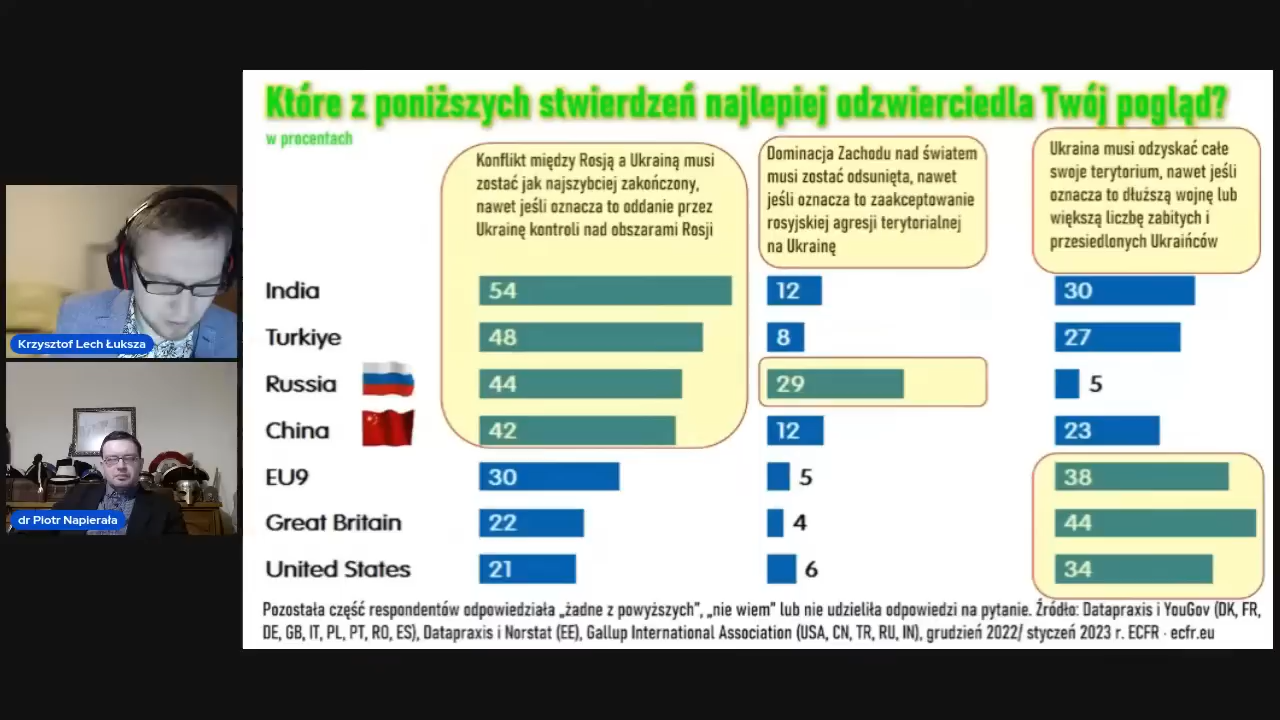 Które z poniższych stwierdzeń najlepiej odzwierciedla Twój pogląd?
w procentach
Konflikt między Rosją a Ukrainą musi
zostać jak najszybciej zakończony,
nawet jeśli oznacza to oddanie przez
Ukrainę kontroli nad obszarami Rosji
Dominacja Zachodu nad światem
musi zostać odsunięta, nawet
jeśli oznacza to zaakceptowanie
rosyjskiej agresji terytorialnej
na Ukrainę
Ukraina musi odzyskać całe
swoje terytorium, nawet jeśli
oznacza to dłuższą wojnę lub
większą liczbę zabitych i
przesiedlonych Ukraińców
India 54 12 30
Turkiye 48 8 27
Russia 44 29 5
China 42 12 23
EU9 30 5 38
Great Britain 22 4 44
United States 21 6 34
Pozostała część respondentów odpowiedziała „żadne z powyższych”, „nie wiem” lub nie udzieliła odpowiedzi na pytanie. Źródło: Datapraxis i YouGov (DK, FR,
DE, GB, IT, PL, PT, RO, ES), Datapraxis i Norstat (EE), Gallup International Association (USA, CN, TR, RU, IN), grudzień 2022/ styczeń 2023 r. ECFR · ecfr.eu
Krzysztof Lech Łuksza
dr Piotr Napierała